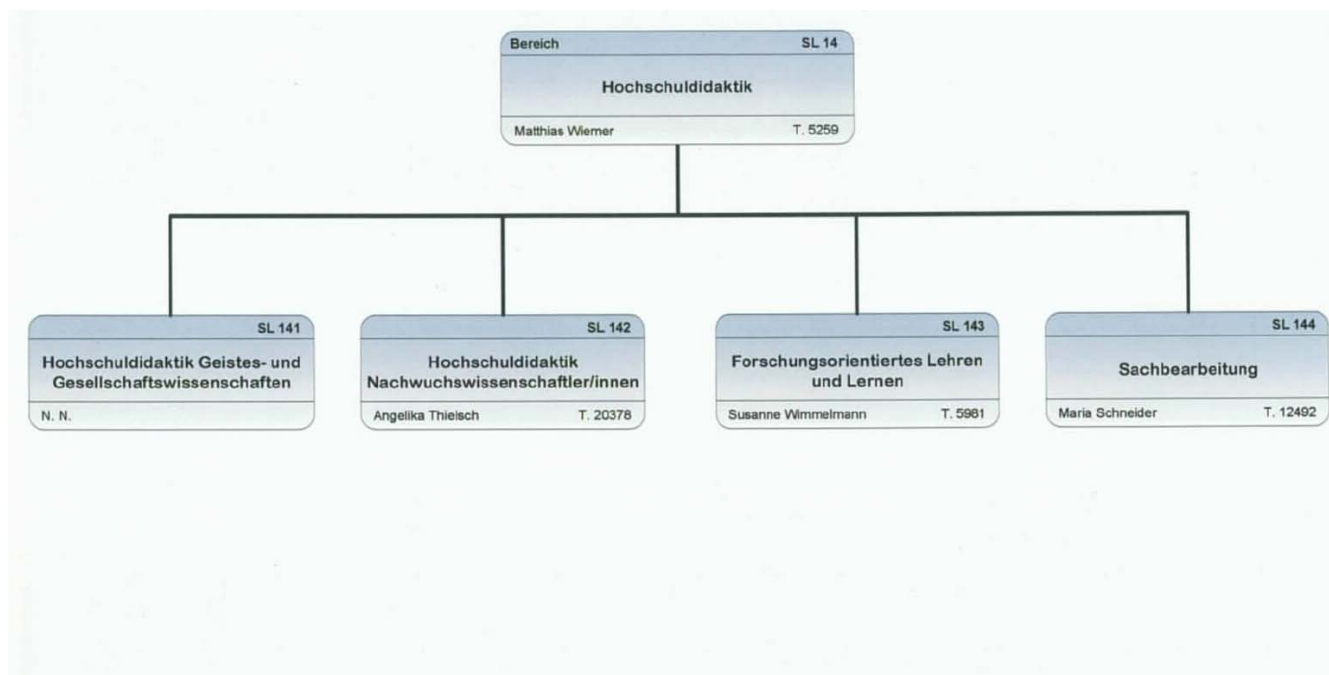 Bereich SL 14
Hochschuldidaktik
Matthias Wiemer T. 5259
SL 141
Hochschuldidaktik Geistes- und
Gesellschaftswissenschaften
N. N.
SL 142
Hochschuldidaktik
Nachwuchswissenschaftler/innen
Angelika Thielsch T. 20378
SL 143
Forschungsorientiertes Lehren
und Lernen
Susanne Wimmelmann T. 5981
SL 144
Sachbearbeitung
Maria Schneider T. 12492